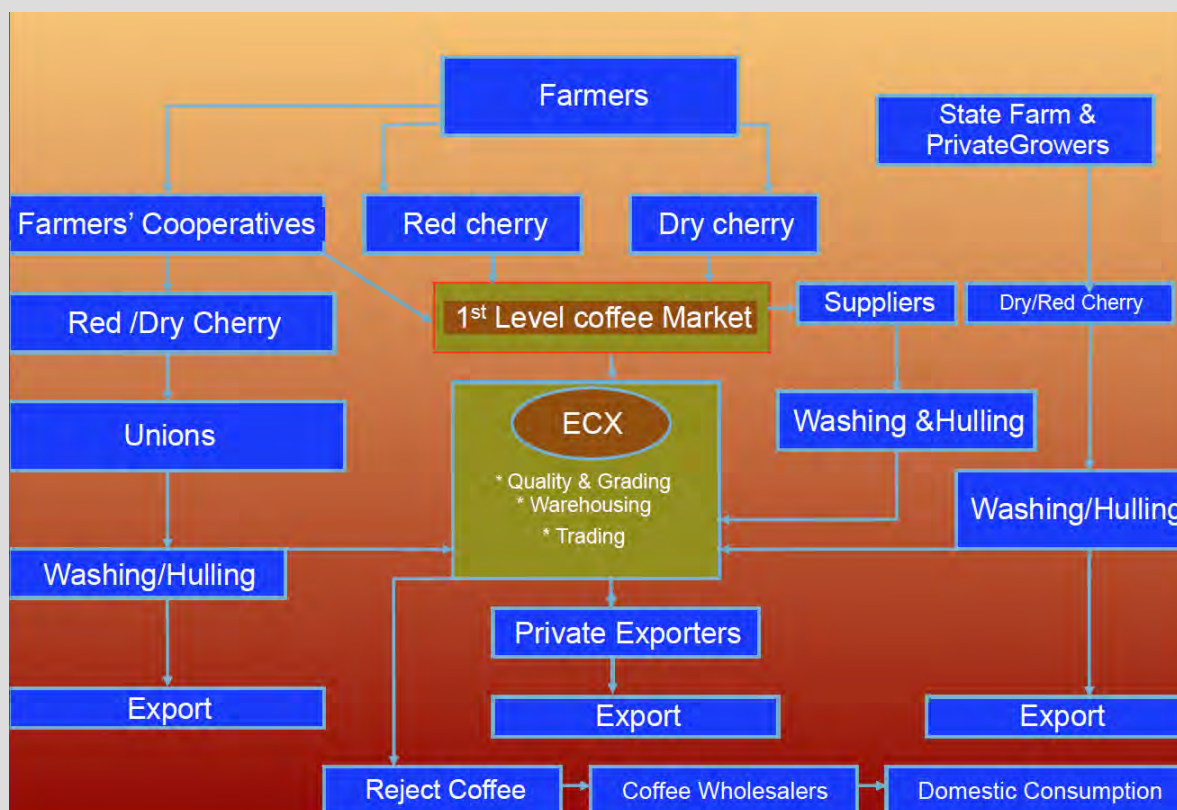 Farmers
State Farm &
PrivateGrowers
Farmers' Cooperatives
Red cherry
Dry cherry
Red /Dry Cherry
1st Level coffee Market
Suppliers
Dry/Red Cherry
Unions
ECX
* Quality & Grading
* Warehousing
* Trading
Washing &Hulling
Washing/Hulling
Washing/Hulling
Private Exporters
Export
Export
Export
Reject Coffee
Coffee Wholesalers
Domestic Consumption